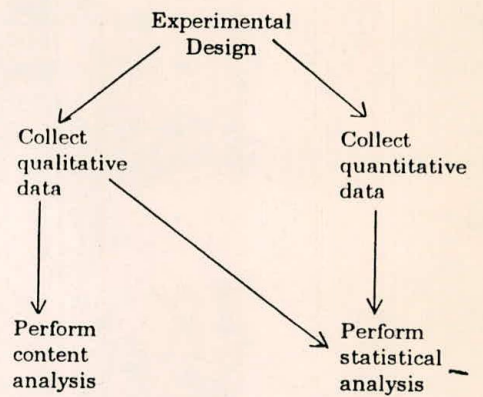 Experimental
Design
Collect
qualitative
data
Collect
quantitative
data
Perform
content
analysis
Perform
statistical
analysis